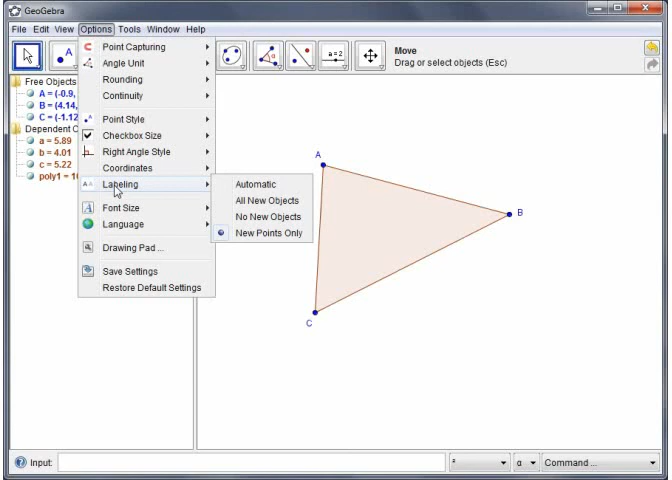 GeoGebra
File Edit View Options Tools Window Help
A
α
a = 2
Move
Drag or select objects (Esc)
Point Capturing
Angle Unit
Rounding
Continuity
Point Style
Checkbox Size
Right Angle Style
Coordinates
Labeling
Font Size
Language
Drawing Pad ...
Save Settings
Restore Default Settings
Automatic
All New Objects
No New Objects
New Points Only
Free Objects
A = (-0.9,
B = (4.14,
C = (-1.12
Dependent O
a = 5.89
b = 4.01
c = 5.22
poly1 = 10
A
B
C
Input:
α
Command ...